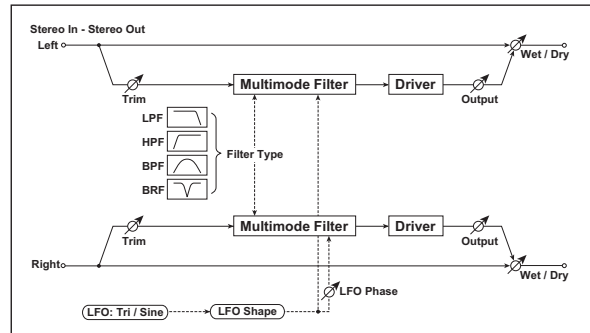 Stereo In - Stereo Out
Left
Wet / Dry
Trim
Multimode Filter
Driver
Output
LPF
HPF
BPF
BRF
Filter Type
Trim
Multimode Filter
Driver
Output
Right
Wet / Dry
LFO Phase
LFO: Tri / Sine
LFO Shape